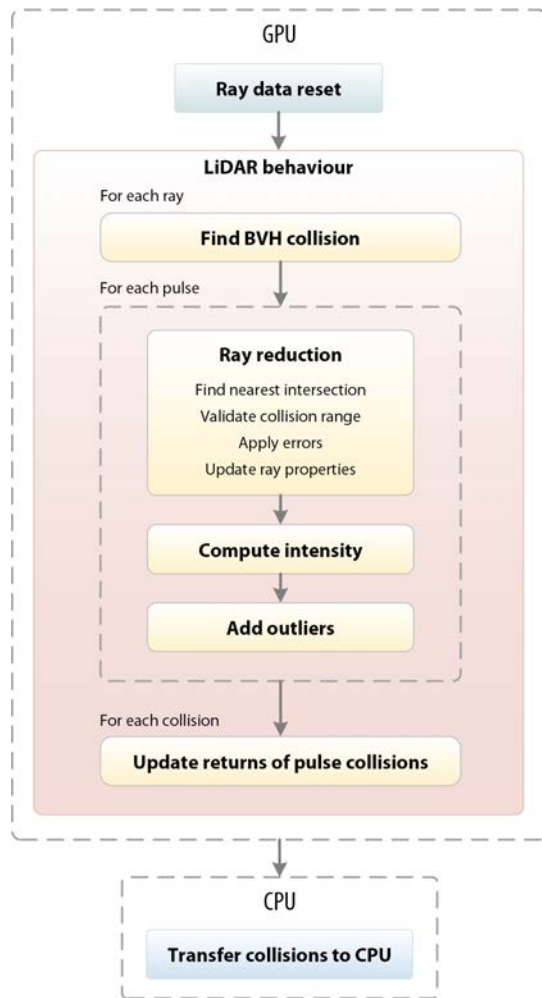 GPU
Ray data reset
LiDAR behaviour
For each ray
Find BVH collision
For each pulse
Ray reduction
Find nearest intersection
Validate collision range
Apply errors
Update ray properties
Compute intensity
Add outliers
For each collision
Update returns of pulse collisions
CPU
Transfer collisions to CPU